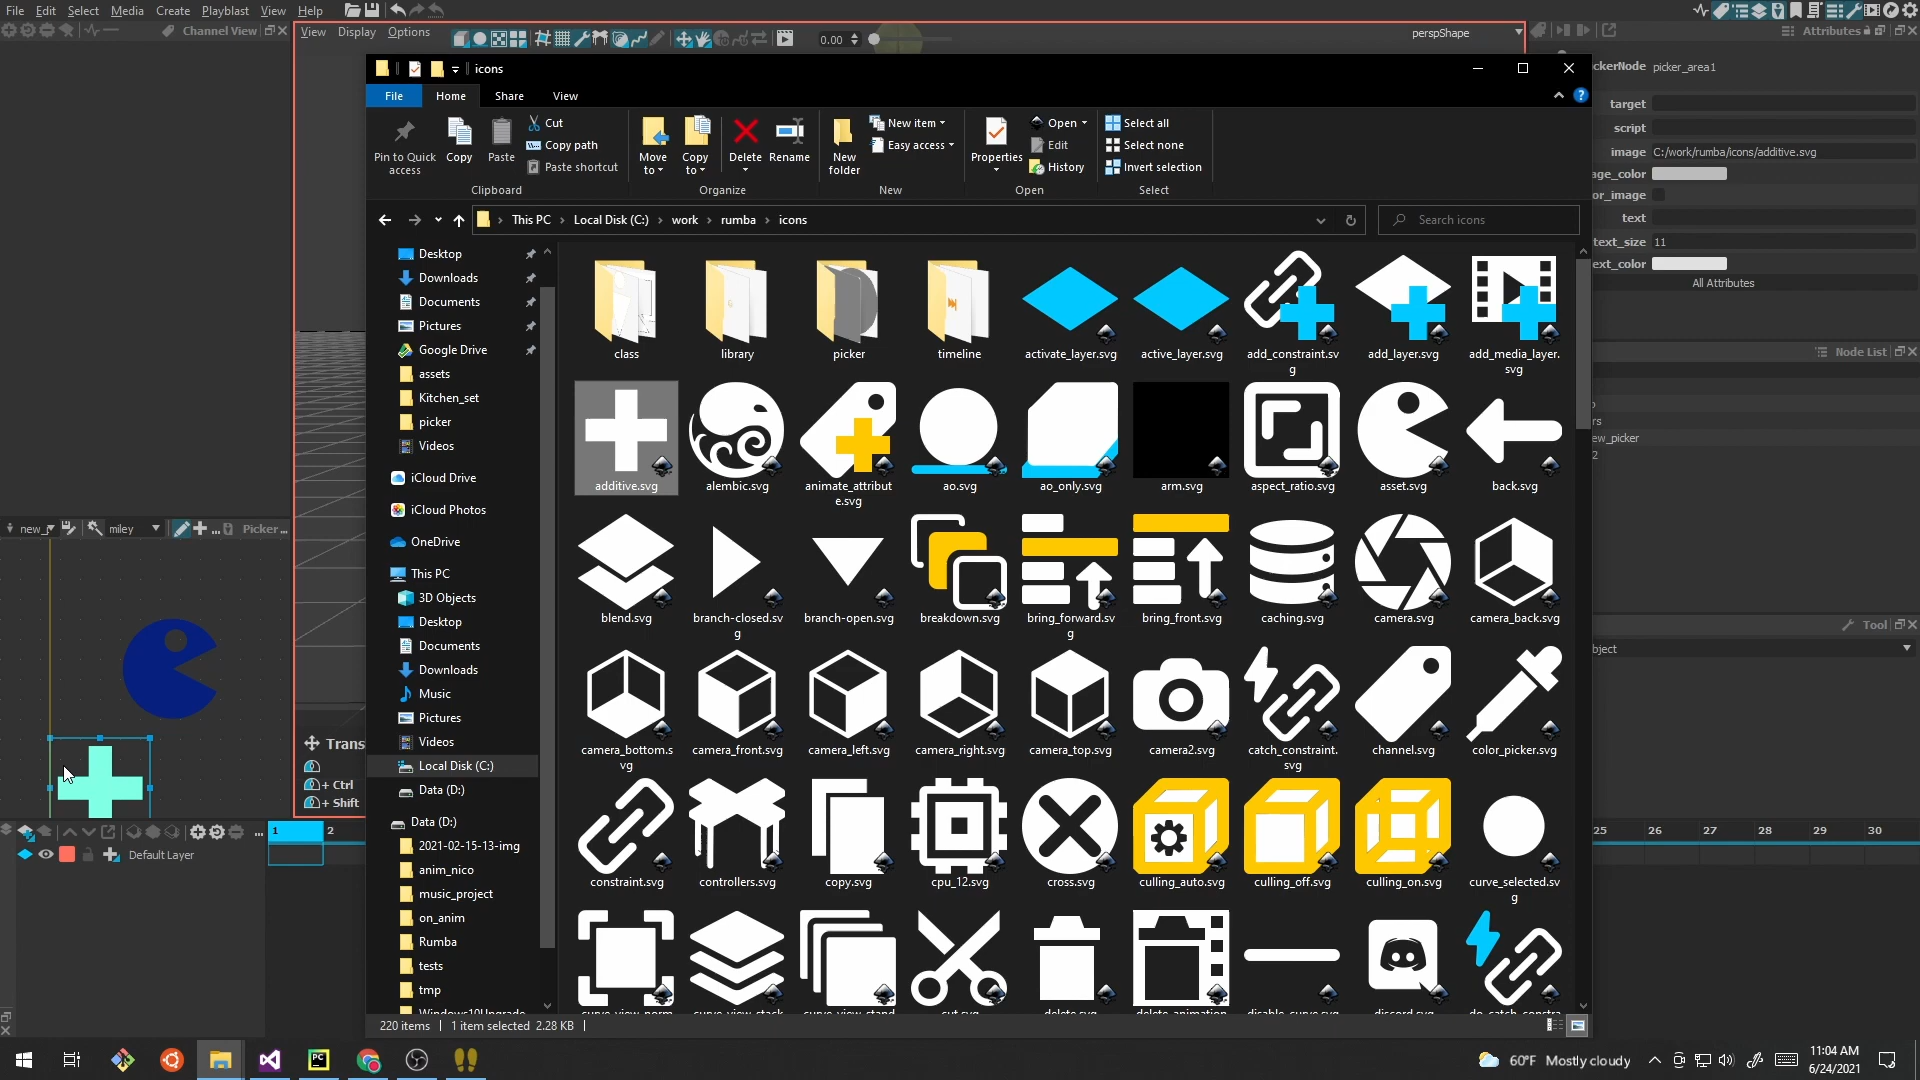 File Edit Select Media Create Playblast View Help
Channel View
View Display Options
0.00
perspShape
Attributes
icons
File Home Share View
Pin to Quick access
Copy
Paste
Cut
Copy path
Paste shortcut
Clipboard
Move to
Copy to
Delete
Rename
Organize
New folder
New item
Easy access
New
Properties
Open
Edit
History
Open
Select all
Select none
Invert selection
Select
This PC > Local Disk (C:) > work > rumba > icons
Search icons
ckerNode picker_area1
target
script
image C:/work/rumba/icons/additive.svg
age_color
or_image
text
text_size 11
ext_color
All Attributes
Node List
ew_picker
2
Tool
bject
Desktop
Downloads
Documents
Pictures
Google Drive
assets
Kitchen_set
picker
Videos
iCloud Drive
iCloud Photos
OneDrive
This PC
3D Objects
Desktop
Documents
Downloads
Music
Pictures
Videos
Local Disk (C:)
Data (D:)
Data (D:)
2021-02-15-13-img
anim_nico
music_project
on_anim
Rumba
tests
tmp
Windows10Upgrade
class library picker timeline activate_layer.svg active_layer.svg add_constraint.svg add_layer.svg add_media_layer.svg
additive.svg alembic.svg animate_attribute.svg ao.svg ao_only.svg arm.svg aspect_ratio.svg asset.svg back.svg
blend.svg branch-closed.svg branch-open.svg breakdown.svg bring_forward.svg bring_front.svg caching.svg camera.svg camera_back.svg
camera_bottom.svg camera_front.svg camera_left.svg camera_right.svg camera_top.svg camera2.svg catch_constraint.svg channel.svg color_picker.svg
constraint.svg controllers.svg copy.svg cpu_12.svg cross.svg culling_auto.svg culling_off.svg culling_on.svg curve_selected.svg
220 items 1 item selected 2.28 KB
miley
Picker ...
Trans
+ Ctrl
+ Shift
1 2
25 26 27 28 29 30
Default Layer
60°F Mostly cloudy
11:04 AM
6/24/2021